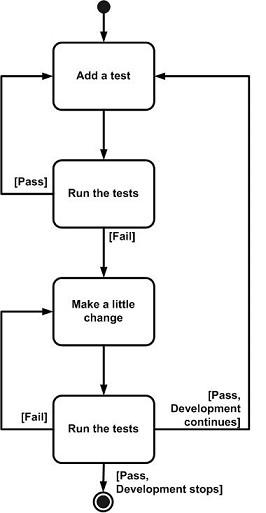 Add a test
[Pass]
Run the tests
[Fail]
Make a little
change
[Fail]
Run the tests
[Pass,
Development
continues]
[Pass,
Development stops]